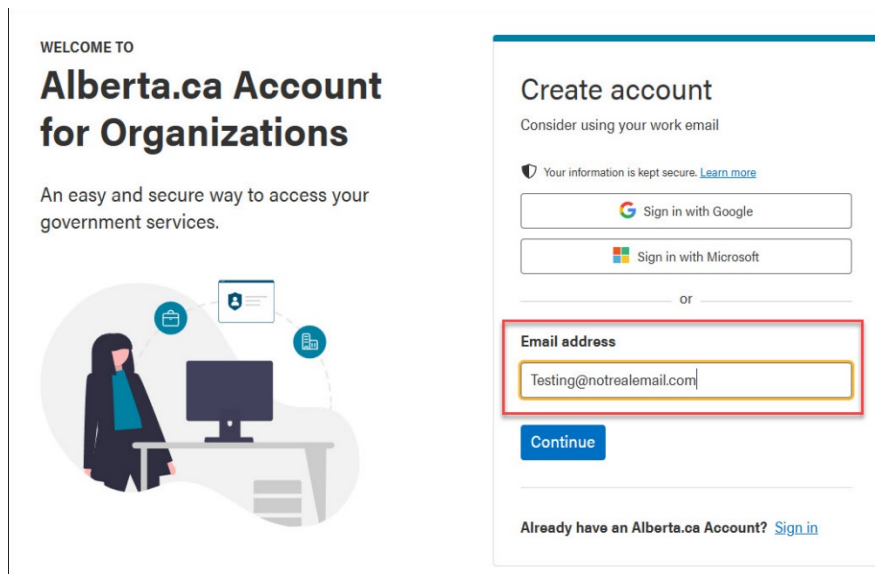 WELCOME TO
Alberta.ca Account
for Organizations
An easy and secure way to access your
government services.
Create account
Consider using your work email
Your information is kept secure. Learn more
Sign in with Google
Sign in with Microsoft
or
Email address
Testing@notrealemail.com
Continue
Already have an Alberta.ca Account? Sign in